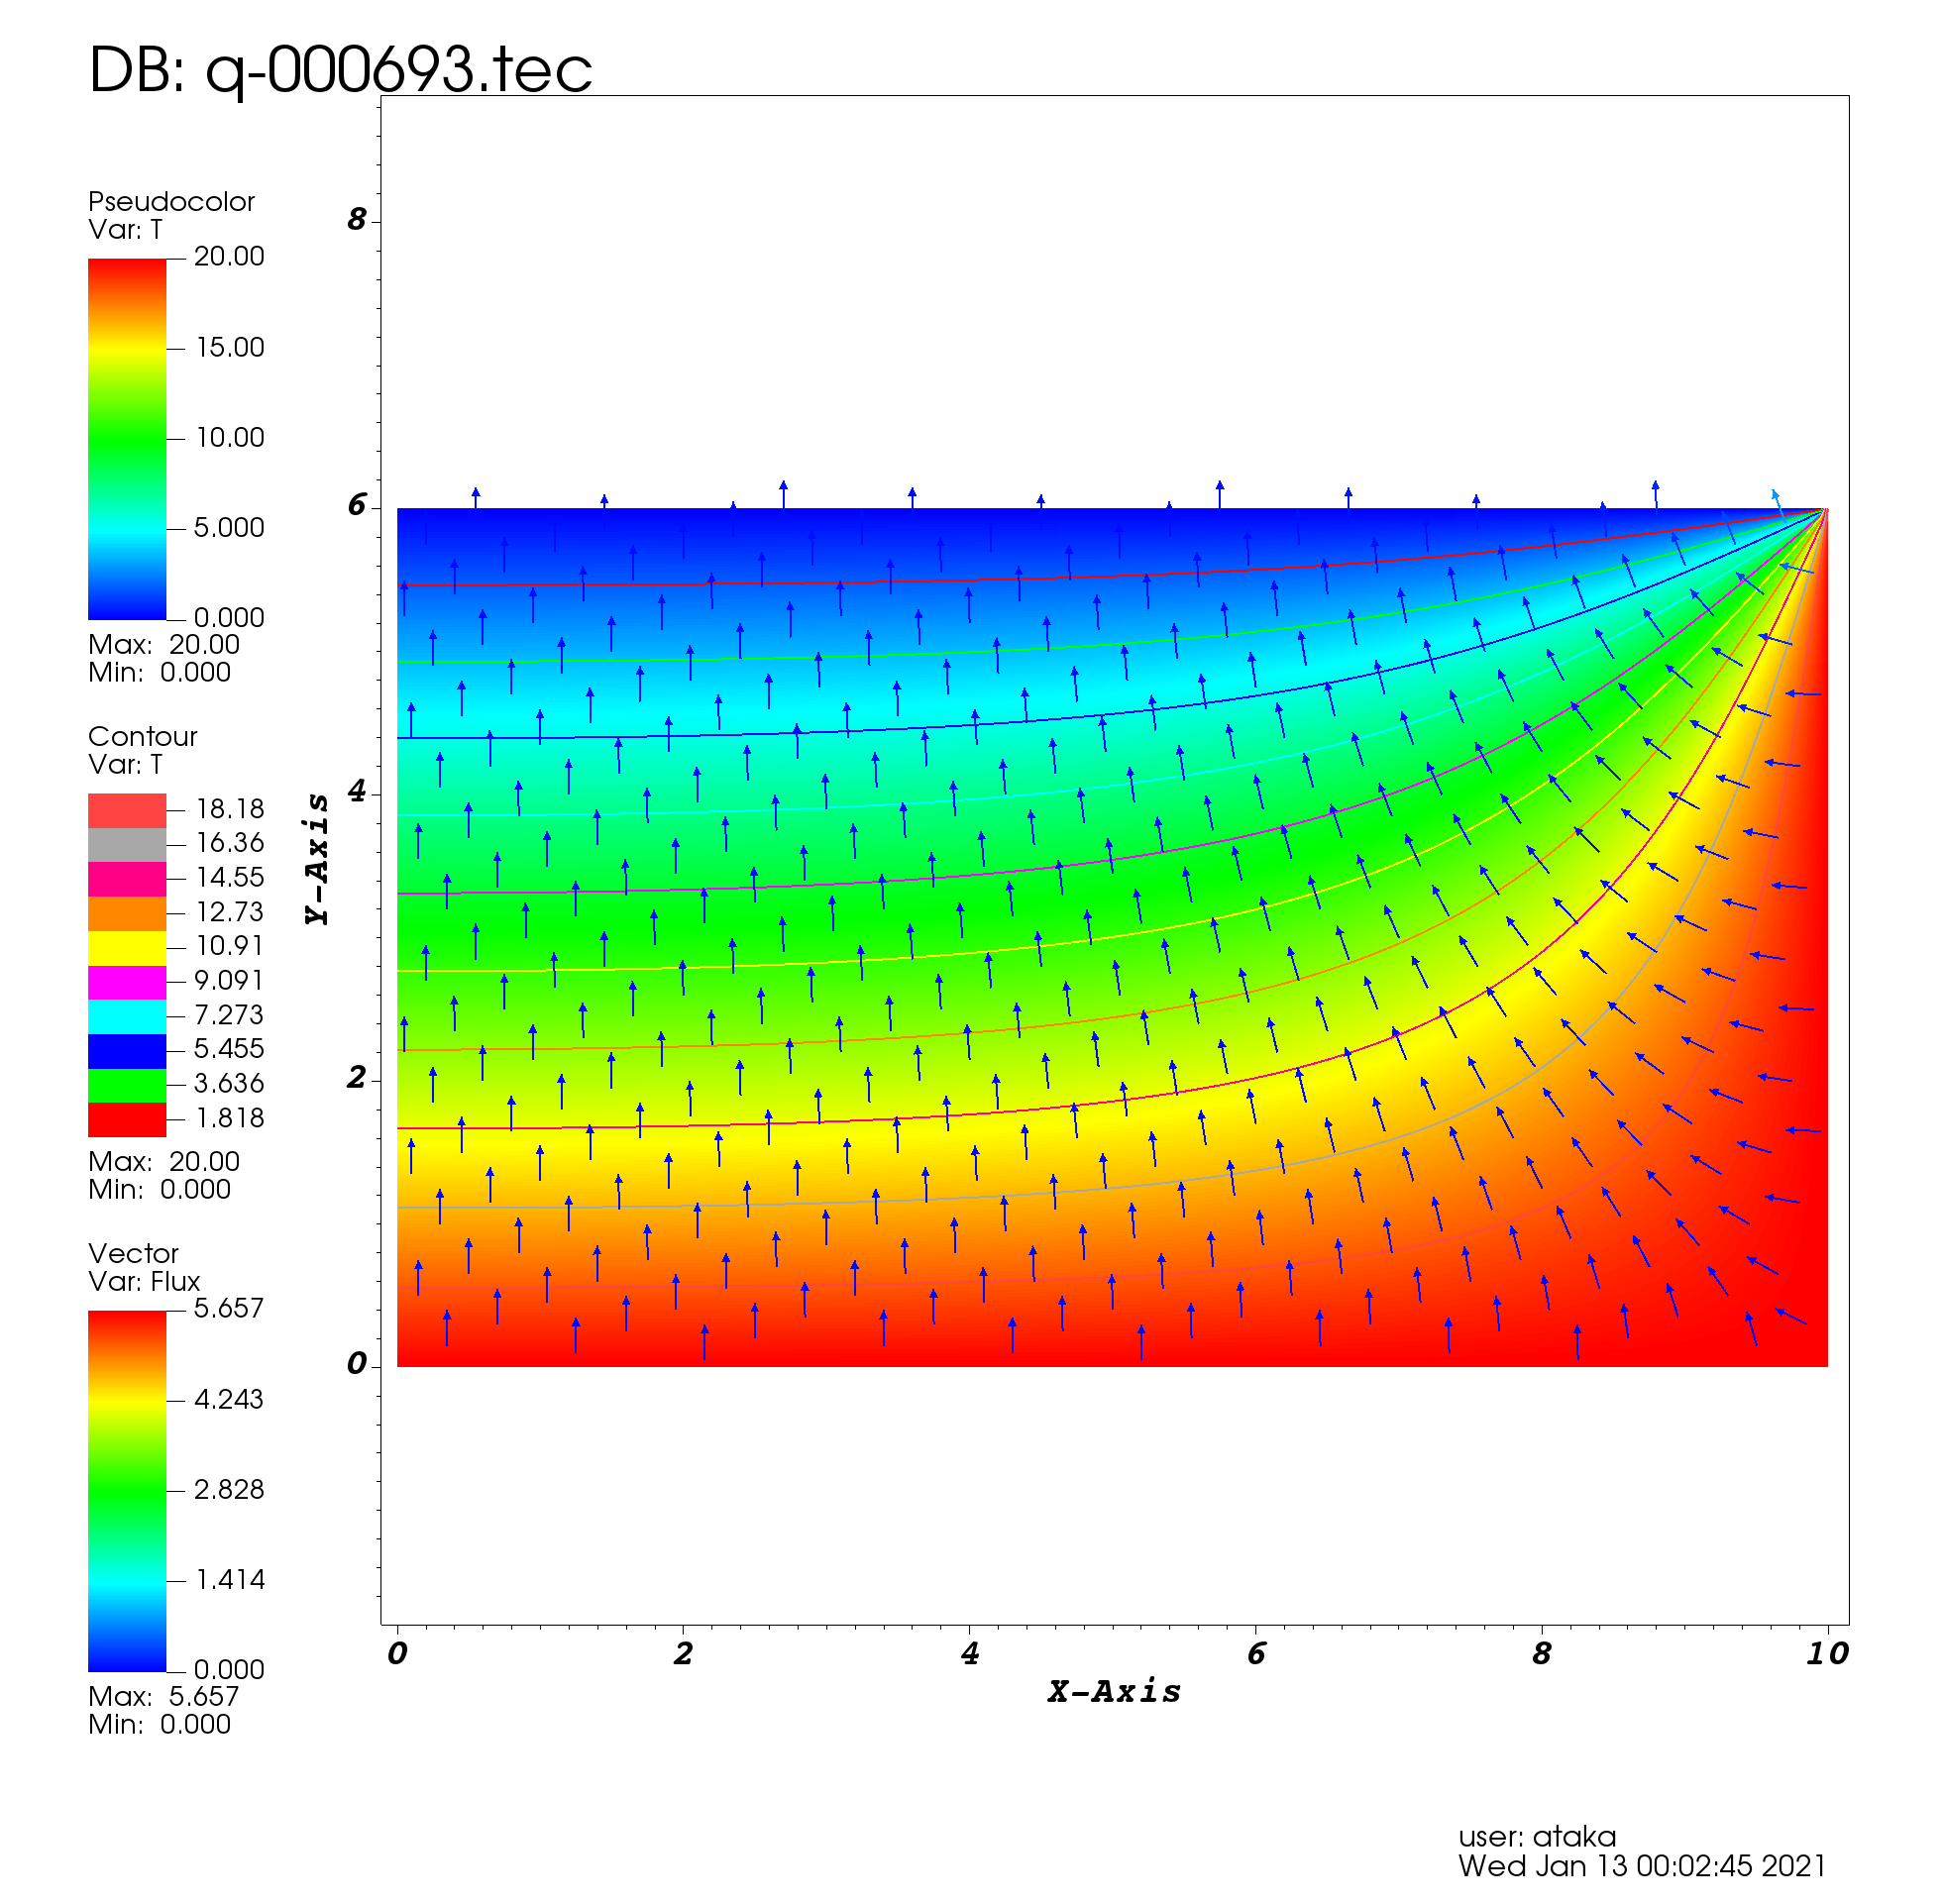 DB: q-000693.tec
Pseudocolor
Var: T
20.00
15.00
10.00
5.000
0.000
Max: 20.00
Min: 0.000
Contour
Var: T
18.18
16.36
14.55
12.73
10.91
9.091
7.273
5.455
3.636
1.818
Max: 20.00
Min: 0.000
Vector
Var: Flux
5.657
4.243
2.828
1.414
0.000
Max: 5.657
Min: 0.000
8
6
4
2
0
Y-Axis
0 2 4 6 8 10
X-Axis
user: ataka
Wed Jan 13 00:02:45 2021